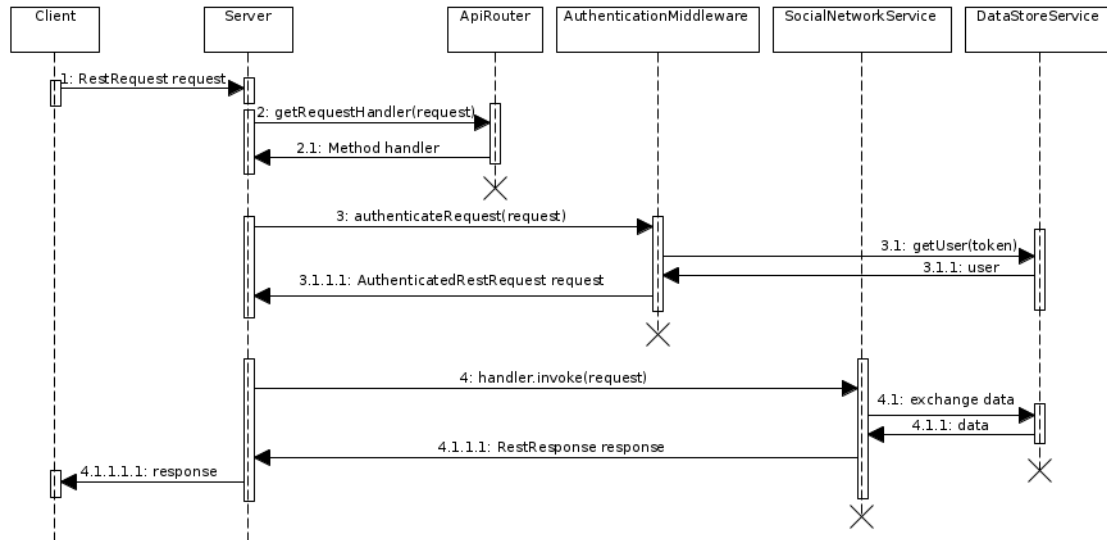 Client
Server
ApiRouter
AuthenticationMiddleware
SocialNetworkService
DataStoreService
1: RestRequest request
2: getRequestHandler(request)
2.1: Method handler
3: authenticateRequest(request)
3.1: getUser(token)
3.1.1: user
3.1.1.1: AuthenticatedRestRequest request
4: handler.invoke(request)
4.1: exchange data
4.1.1: data
4.1.1.1: RestResponse response
4.1.1.1.1: response